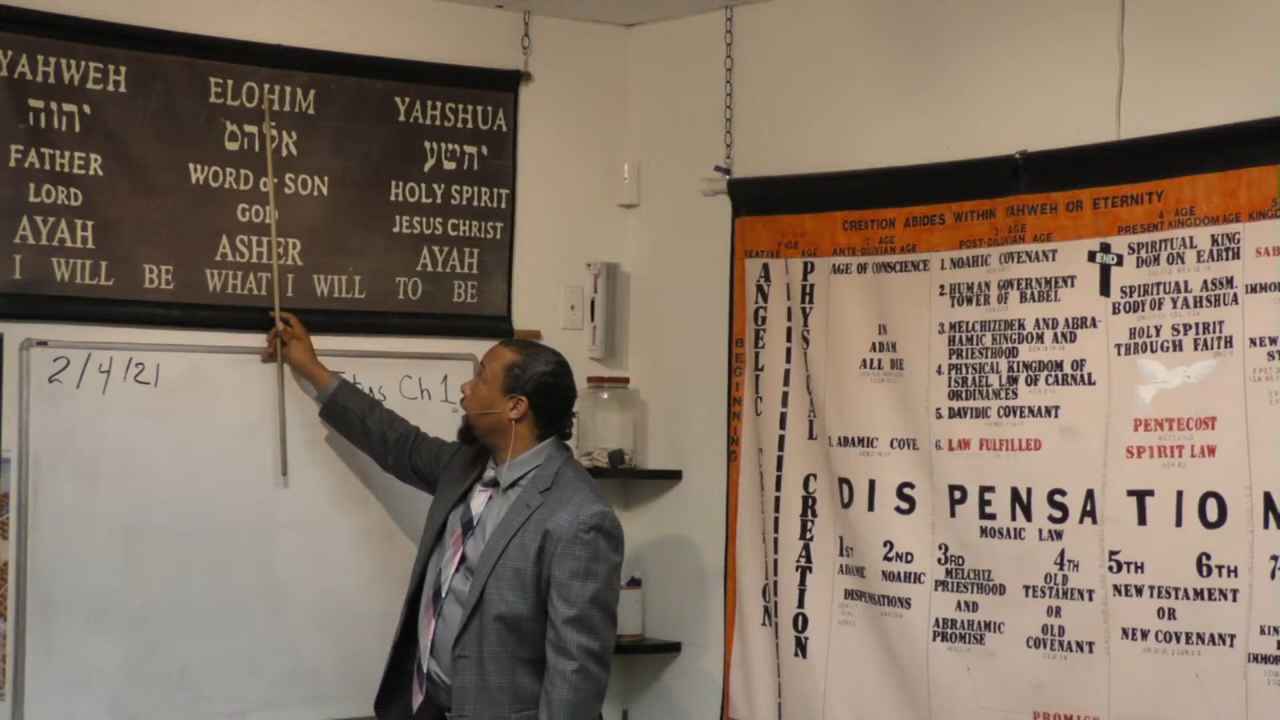 YAHWEH ELOHIM YAHSHUA
יהוה אלהים יהשע
FATHER WORD or SON HOLY SPIRIT
LORD GOD JESUS CHRIST
AYAH ASHER AYAH
I WILL BE WHAT I WILL TO BE
2/4/21
Ch 1
CREATION ABIDES WITHIN YAHWEH OR ETERNITY
BEGINNING
ANGELIC
AGE
PHYSICAL CREATION
ANTE-DILUVIAN AGE
AGE OF CONSCIENCE
IN
ADAM
ALL DIE
1. ADAMIC COVE.
3RD AGE
POST-DILUVIAN AGE
1. NOAHIC COVENANT
2. HUMAN GOVERNMENT
TOWER OF BABEL
3. MELCHIZEDEK AND ABRA-
HAMIC KINGDOM AND
PRIESTHOOD
4. PHYSICAL KINGDOM OF
ISRAEL LAW OF CARNAL
ORDINANCES
5. DAVIDIC COVENANT
6. LAW FULFILLED
END
4TH AGE
PRESENT KINGDOM AGE
SPIRITUAL KING
DOM ON EARTH
SPIRITUAL ASSM.
BODY OF YAHSHUA
HOLY SPIRIT
THROUGH FAITH
PENTECOST
SPIRIT LAW
DISPENSATION
MOSAIC LAW
1ST 2ND 3RD 4TH 5TH 6TH
ADAMIC NOAHIC
DISPENSATIONS
MELCHIZ
PRIESTHOOD
AND
ABRAHAMIC
PROMISE
OLD
TESTAMENT
OR
OLD
COVENANT
NEW TESTAMENT
OR
NEW COVENANT